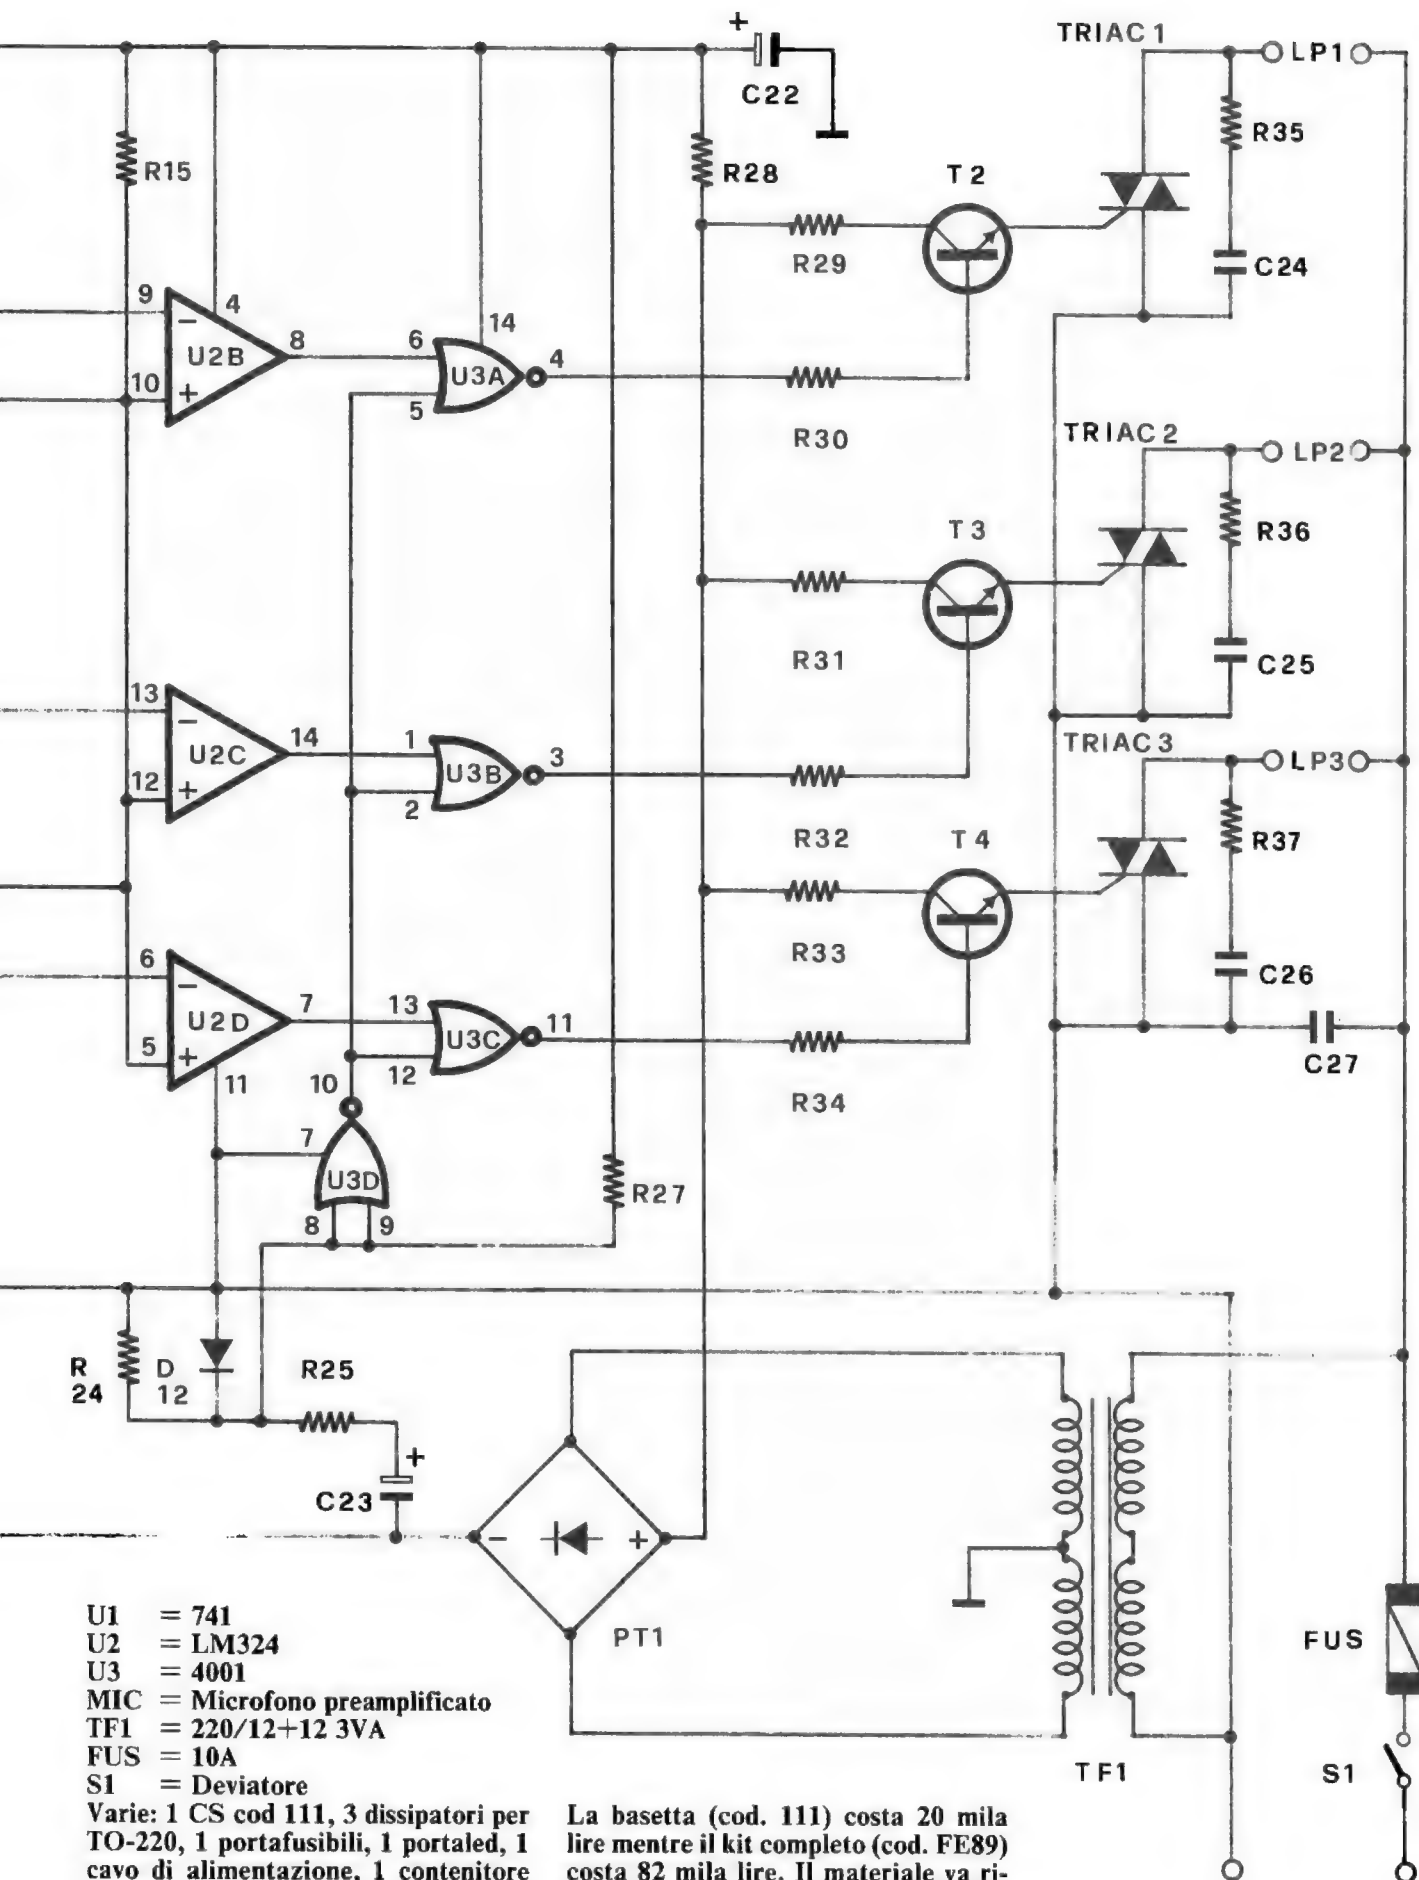 +
TRIAC 1
LP1
C22
R35
R15
R28
T2
R29
C24
9
4
−
U2B
8
6
14
U3A
4
10
+
5
R30
TRIAC 2
LP2
T3
R36
R31
C25
13
−
U2C
14
1
U3B
3
TRIAC 3
LP3
12
+
2
R32
T4
R37
R33
C26
6
−
U2D
7
13
U3C
11
5
+
11
10
12
R34
C27
7
U3D
R27
8
9
R
24
D
12
R25
+
C23
−
+
PT1
FUS
TF1
S1
U1 = 741
U2 = LM324
U3 = 4001
MIC = Microfono preamplificato
TF1 = 220/12+12 3VA
FUS = 10A
S1 = Deviatore
Varie: 1 CS cod 111, 3 dissipatori per
TO-220, 1 portafusibili, 1 portaled, 1
cavo di alimentazione, 1 contenitore
La basetta (cod. 111) costa 20 mila
lire mentre il kit completo (cod. FE89)
costa 82 mila lire. Il materiale va ri-